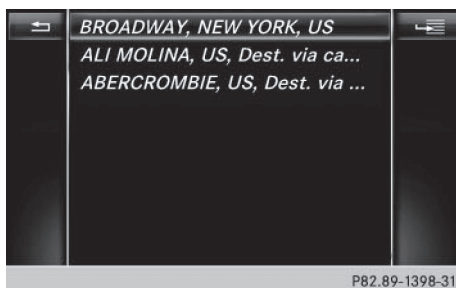 BROADWAY, NEW YORK, US
ALI MOLINA, US, Dest. via ca...
ABERCROMBIE, US, Dest. via ...
P82.89-1398-31